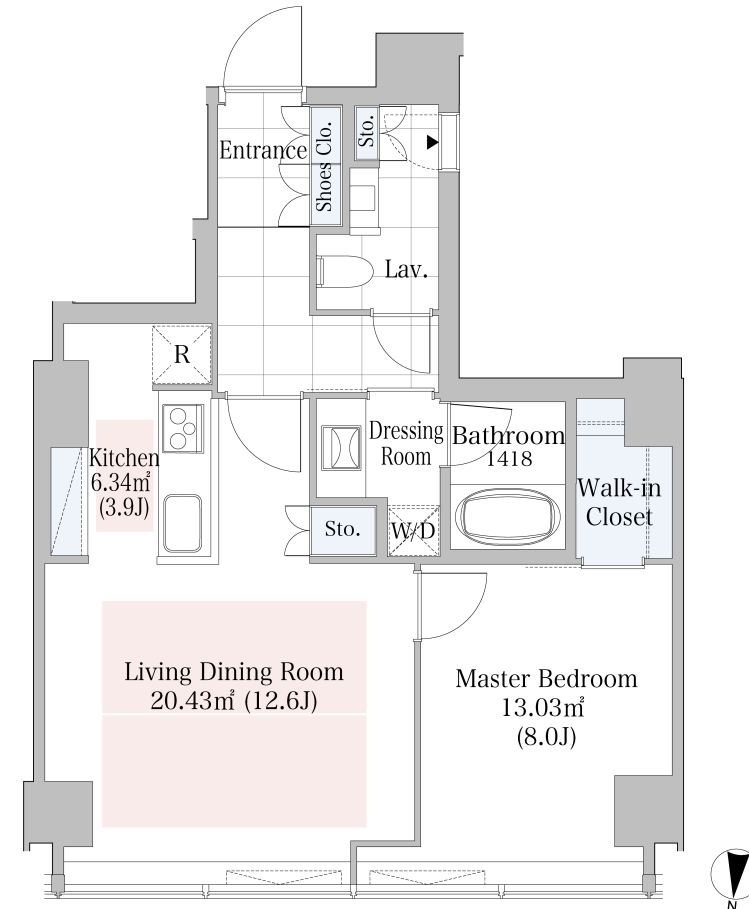 Entrance
Shoes Clo.
Sto.
Lav.
R
Kitchen
6.34㎡
(3.9J)
Dressing
Room
Bathroom
1418
Walk-in
Closet
Sto.
W/D
Living Dining Room
20.43㎡ (12.6J)
Master Bedroom
13.03㎡
(8.0J)
N